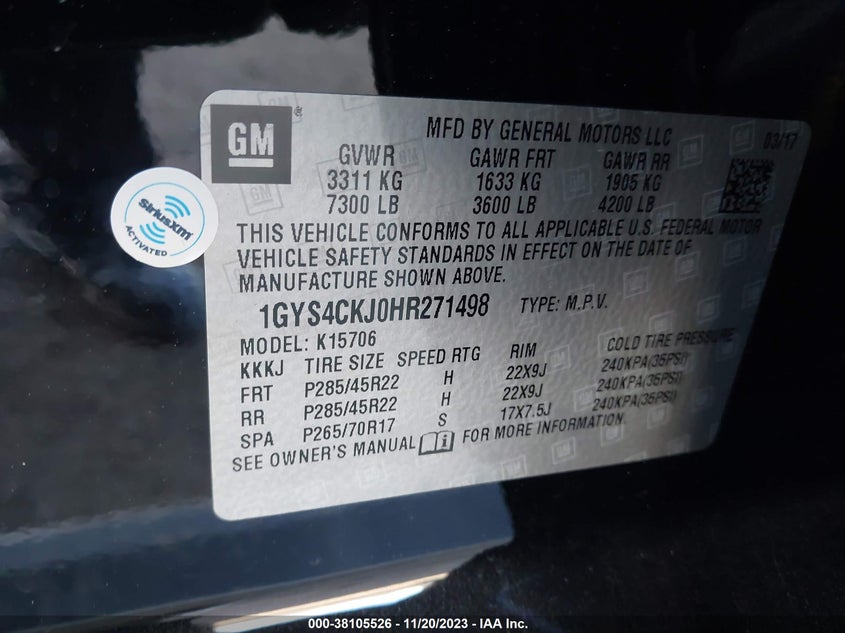 GM
MFD BY GENERAL MOTORS LLC
03/17
GVWR GAWR FRT GAWR RR
3311 KG 1633 KG 1905 KG
7300 LB 3600 LB 4200 LB
siriusxm
ACTIVATED
THIS VEHICLE CONFORMS TO ALL APPLICABLE U.S. FEDERAL MOTOR
VEHICLE SAFETY STANDARDS IN EFFECT ON THE DATE OF
MANUFACTURE SHOWN ABOVE.
1GYS4CKJ0HR271498 TYPE: M.P.V.
MODEL: K15706
KKKJ TIRE SIZE SPEED RTG RIM COLD TIRE PRESSURE
FRT P285/45R22 H 22X9J 240KPA(35PSI)
RR P285/45R22 H 22X9J 240KPA(35PSI)
SPA P265/70R17 S 17X7.5J 240KPA(35PSI)
SEE OWNER'S MANUAL FOR MORE INFORMATION.
000-38105526 - 11/20/2023 - IAA Inc.